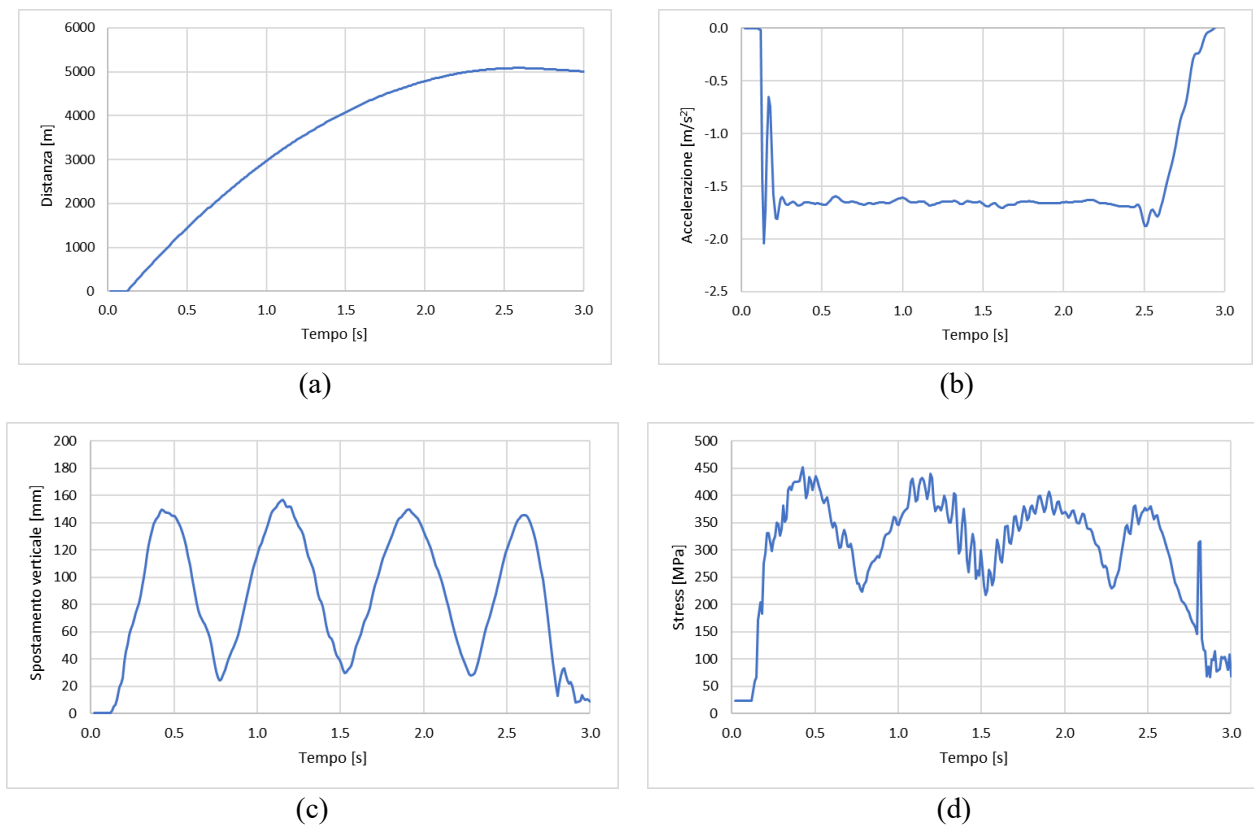 6000
5000
4000
3000
2000
1000
0
Distanza [m]
0.0 0.5 1.0 1.5 2.0 2.5 3.0
Tempo [s]
(a)
0.0
-0.5
-1.0
-1.5
-2.0
-2.5
Accelerazione [m/s²]
0.0 0.5 1.0 1.5 2.0 2.5 3.0
Tempo [s]
(b)
200
180
160
140
120
100
80
60
40
20
0
Spostamento verticale [mm]
0.0 0.5 1.0 1.5 2.0 2.5 3.0
Tempo [s]
(c)
500
450
400
350
300
250
200
150
100
50
0
Stress [MPa]
0.0 0.5 1.0 1.5 2.0 2.5 3.0
Tempo [s]
(d)